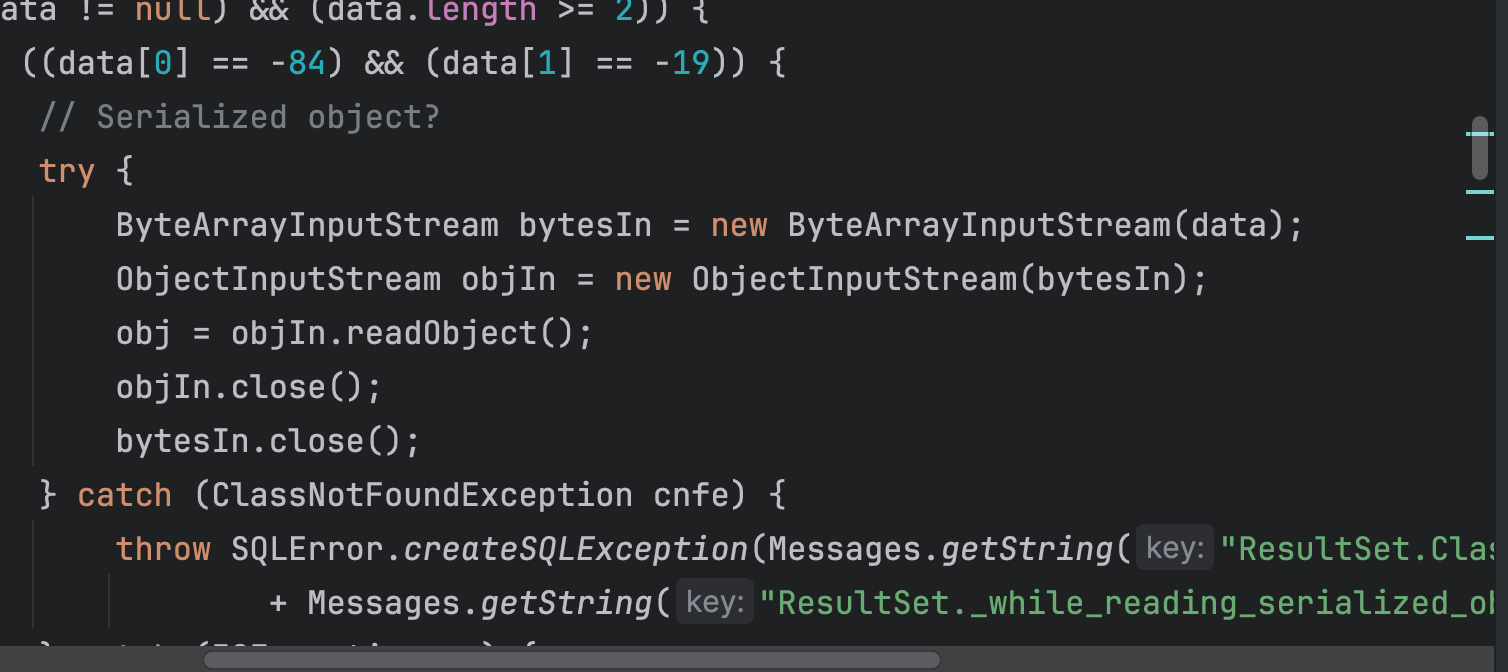 ata != null) && (data.length >= 2)) {
((data[0] == -84) && (data[1] == -19)) {
// Serialized object?
try {
ByteArrayInputStream bytesIn = new ByteArrayInputStream(data);
ObjectInputStream objIn = new ObjectInputStream(bytesIn);
obj = objIn.readObject();
objIn.close();
bytesIn.close();
} catch (ClassNotFoundException cnfe) {
throw SQLError.createSQLException(Messages.getString( key: "ResultSet.Clas
+ Messages.getString( key: "ResultSet._while_reading_serialized_ob